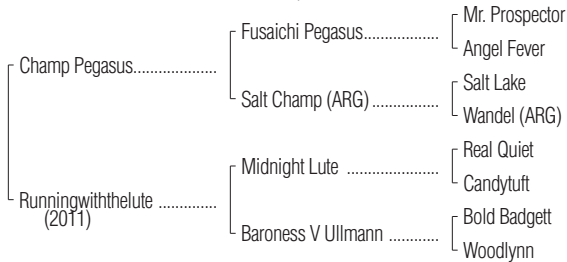 Mr. Prospector
Fusaichi Pegasus..................
Angel Fever
Champ Pegasus....................
Salt Lake
Salt Champ (ARG) ................
Wandel (ARG)
Real Quiet
Midnight Lute ......................
Candytuft
Runningwiththelute ..............
(2011)
Bold Badgett
Baroness V Ullmann ............
Woodlynn